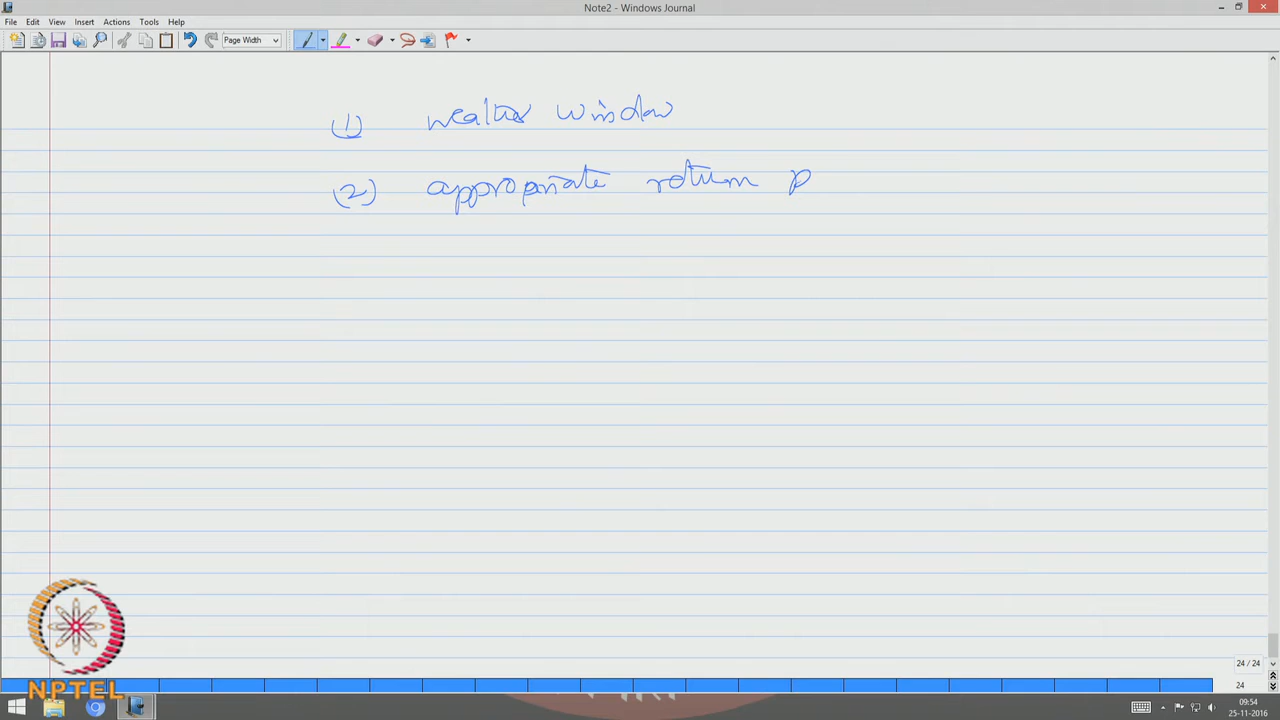 Note2 - Windows Journal
File Edit View Insert Actions Tools Help
Page Width
(1) weather window
(2) appropriate return p
24 / 24
24
NPTEL
09:54
25-11-2016